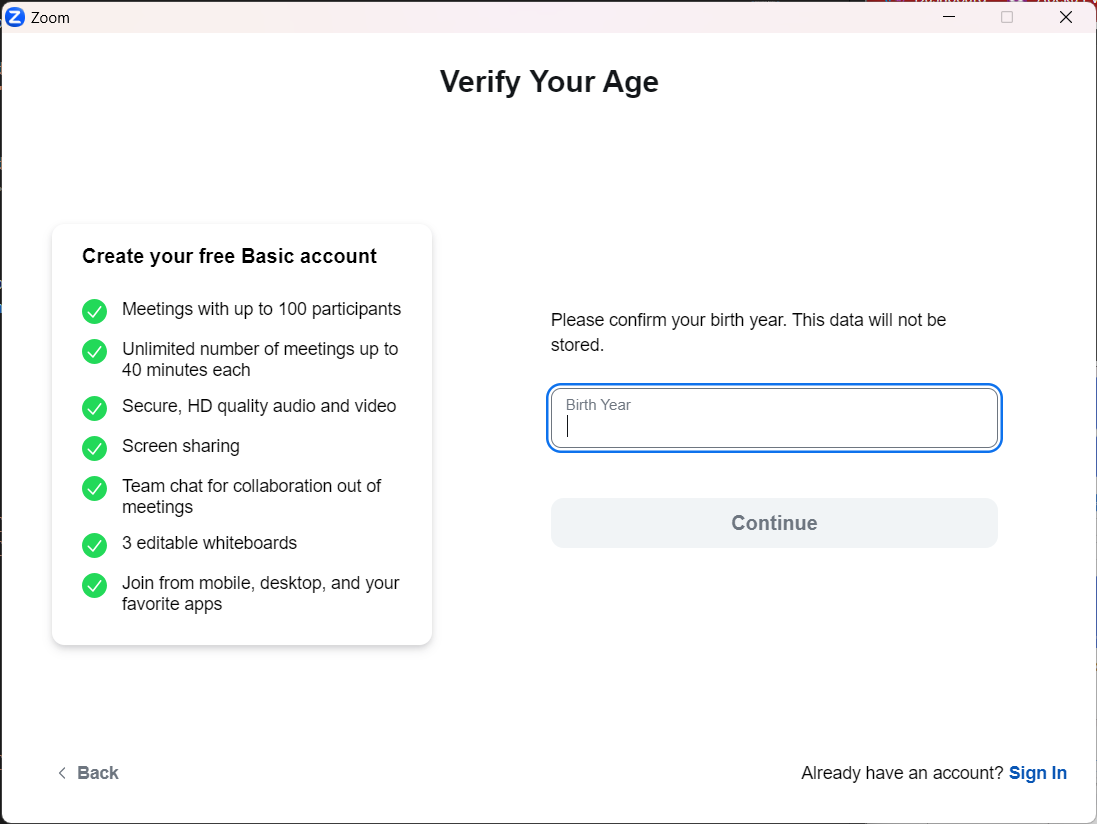 Zoom
Verify Your Age
Create your free Basic account
Meetings with up to 100 participants
Unlimited number of meetings up to
40 minutes each
Secure, HD quality audio and video
Screen sharing
Team chat for collaboration out of
meetings
3 editable whiteboards
Join from mobile, desktop, and your
favorite apps
Please confirm your birth year. This data will not be
stored.
Birth Year
Continue
Back
Already have an account? Sign In